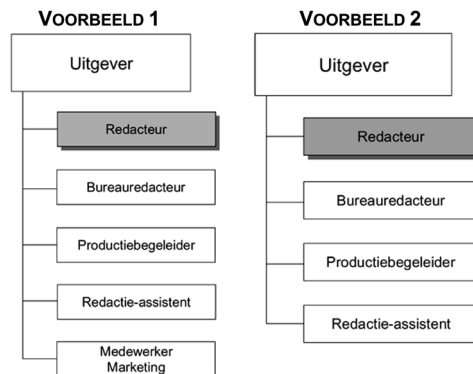 VOORBEELD 1
Uitgever
Redacteur
Bureauredacteur
Productiebegeleider
Redactie-assistent
Medewerker
Marketing
VOORBEELD 2
Uitgever
Redacteur
Bureauredacteur
Productiebegeleider
Redactie-assistent